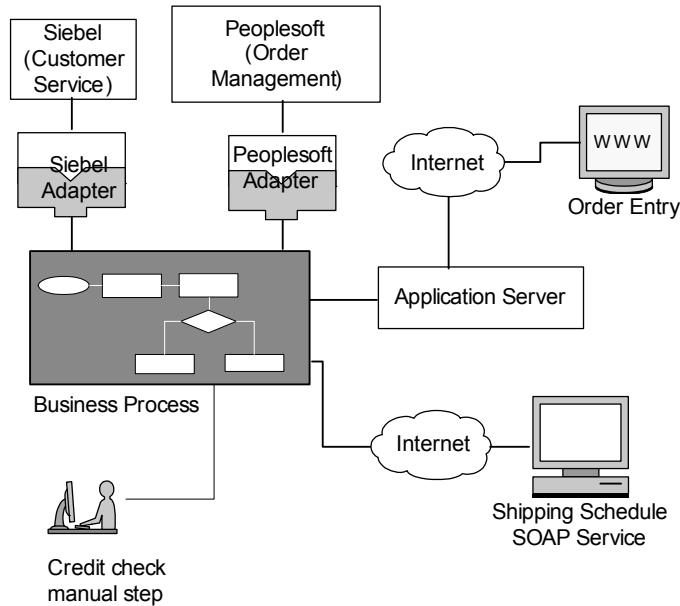 Siebel
(Customer
Service)
Peoplesoft
(Order
Management)
Siebel
Adapter
Peoplesoft
Adapter
Internet
WWW
Order Entry
Application Server
Business Process
Internet
Shipping Schedule
SOAP Service
Credit check
manual step